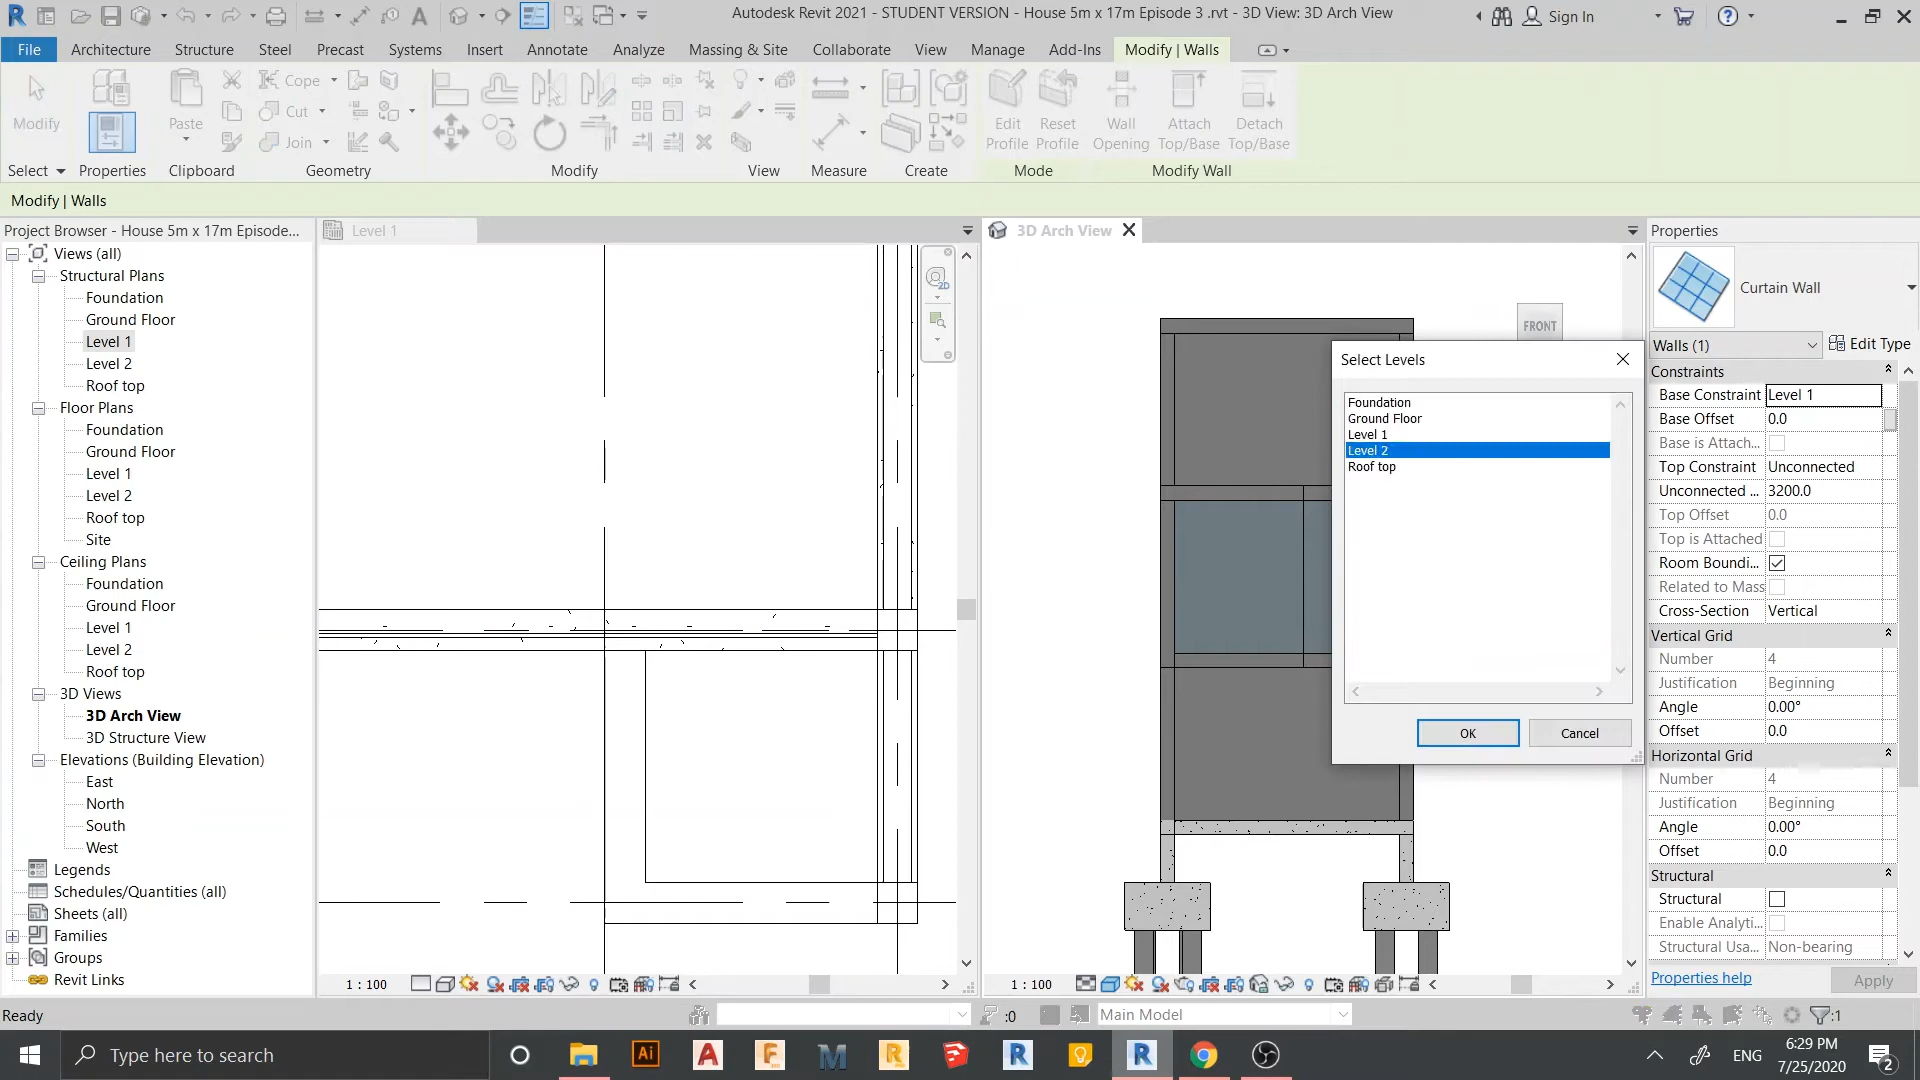 Autodesk Revit 2021 - STUDENT VERSION - House 5m x 17m Episode 3 .rvt - 3D View: 3D Arch View
Sign In
File Architecture Structure Steel Precast Systems Insert Annotate Analyze Massing & Site Collaborate View Manage Add-Ins Modify | Walls
Modify
Paste
Cope
Cut
Join
Edit Profile
Reset Profile
Wall Opening
Attach Top/Base
Detach Top/Base
Select Properties Clipboard Geometry Modify View Measure Create Mode Modify Wall
Modify | Walls
Project Browser - House 5m x 17m Episode...
Views (all)
Structural Plans
Foundation
Ground Floor
Level 1
Level 2
Roof top
Floor Plans
Foundation
Ground Floor
Level 1
Level 2
Roof top
Site
Ceiling Plans
Foundation
Ground Floor
Level 1
Level 2
Roof top
3D Views
3D Arch View
3D Structure View
Elevations (Building Elevation)
East
North
South
West
Legends
Schedules/Quantities (all)
Sheets (all)
Families
Groups
Revit Links
Level 1
2D
1 : 100
3D Arch View
FRONT
1 : 100
Select Levels
Foundation
Ground Floor
Level 1
Level 2
Roof top
OK
Cancel
Properties
Curtain Wall
Walls (1)
Edit Type
Constraints
Base Constraint Level 1
Base Offset 0.0
Base is Attach...
Top Constraint Unconnected
Unconnected ... 3200.0
Top Offset 0.0
Top is Attached
Room Boundi...
Related to Mass
Cross-Section Vertical
Vertical Grid
Number 4
Justification Beginning
Angle 0.00°
Offset 0.0
Horizontal Grid
Number 4
Justification Beginning
Angle 0.00°
Offset 0.0
Structural
Structural
Enable Analyti...
Structural Usa... Non-bearing
Properties help
Apply
Ready
:0
Main Model
:1
Type here to search
ENG
6:29 PM
7/25/2020
2